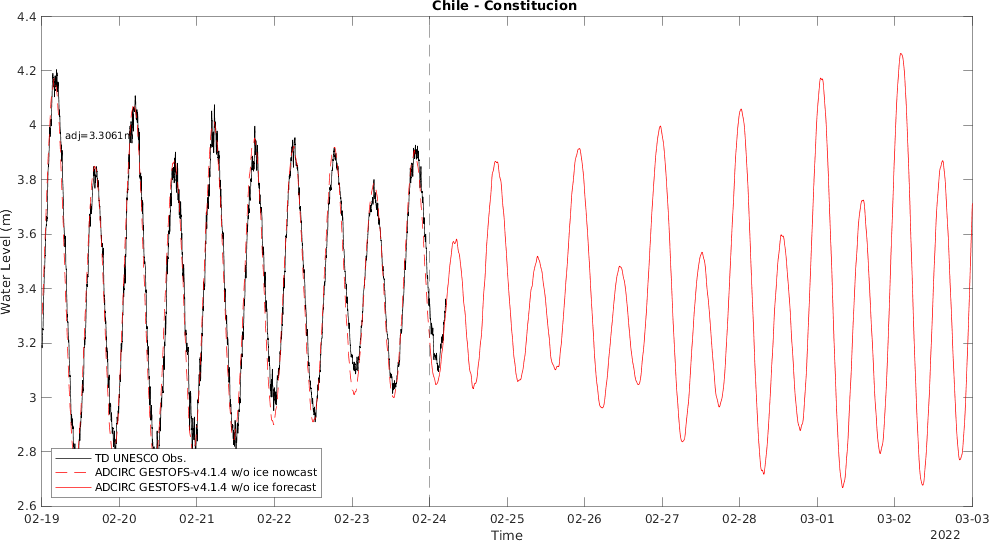 Chile - Constitucion
Water Level (m)
4.4
4.2
4
3.8
3.6
3.4
3.2
3
2.8
2.6
adj=3.3061m
TD UNESCO Obs.
ADCIRC GESTOFS-v4.1.4 w/o ice nowcast
ADCIRC GESTOFS-v4.1.4 w/o ice forecast
02-19 02-20 02-21 02-22 02-23 02-24 02-25 02-26 02-27 02-28 03-01 03-02 03-03
Time
2022